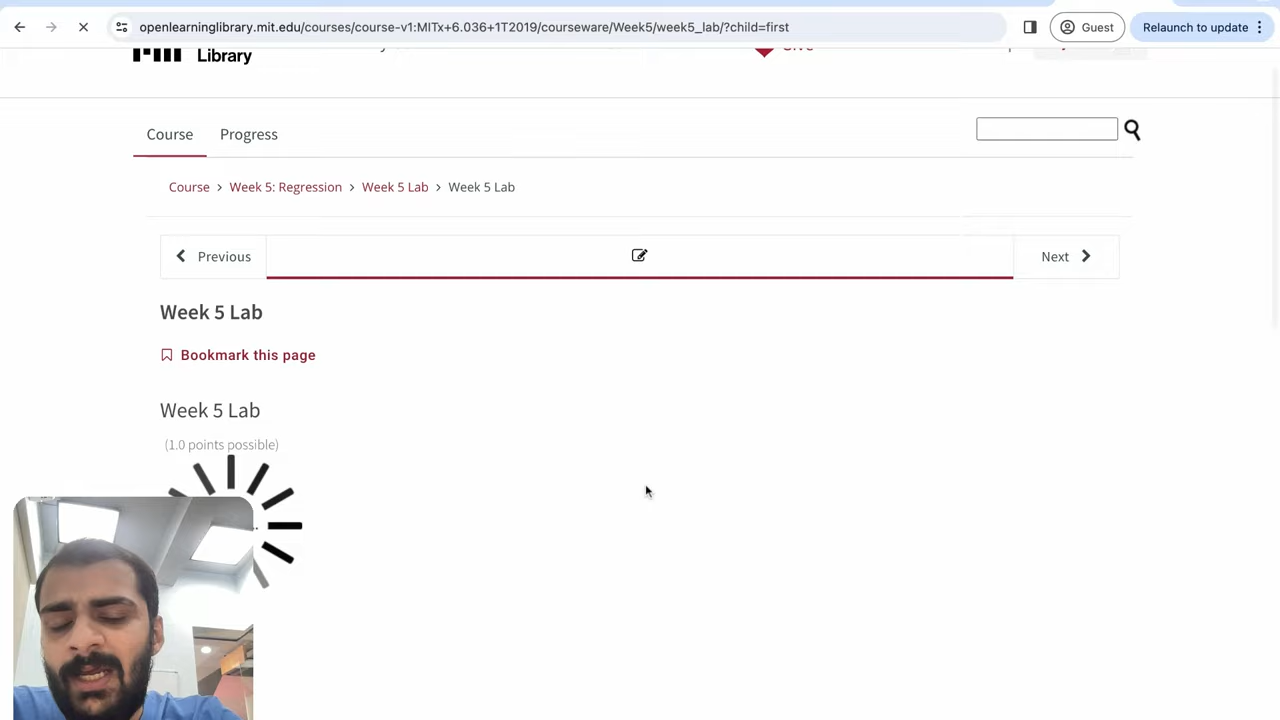 openlearninglibrary.mit.edu/courses/course-v1:MITx+6.036+1T2019/courseware/Week5/week5_lab/?child=first
Guest
Relaunch to update
Library
Give
Course
Progress
Course > Week 5: Regression > Week 5 Lab > Week 5 Lab
Previous
Next
Week 5 Lab
Bookmark this page
Week 5 Lab
(1.0 points possible)